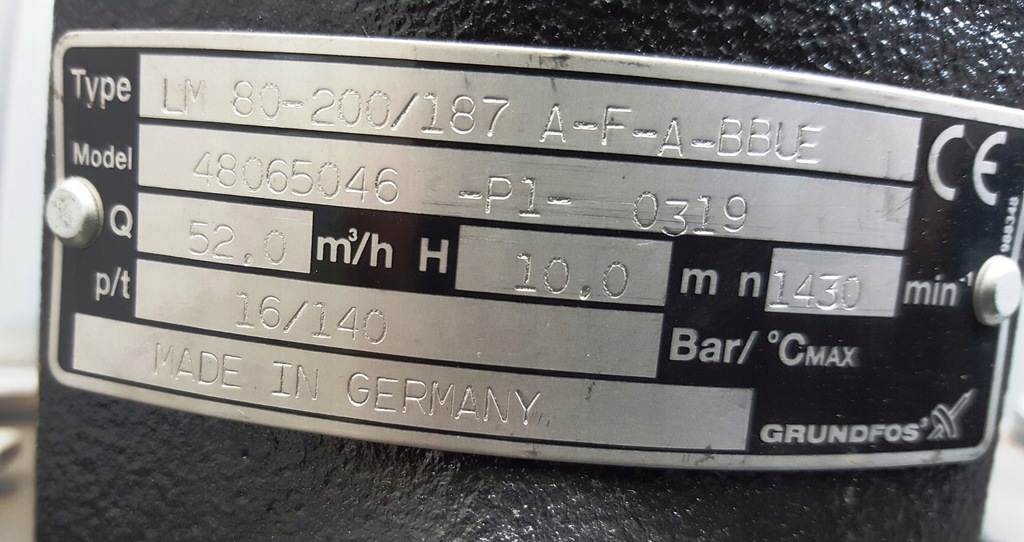 Type LM 80-200/187 A-F-A-BBUE
Model 48065046 -P1- 0319
Q 52.0 m³/h H 10.0 m n 1430 min⁻¹
p/t 16/140 Bar/°CMAX
MADE IN GERMANY
GRUNDFOS
CE